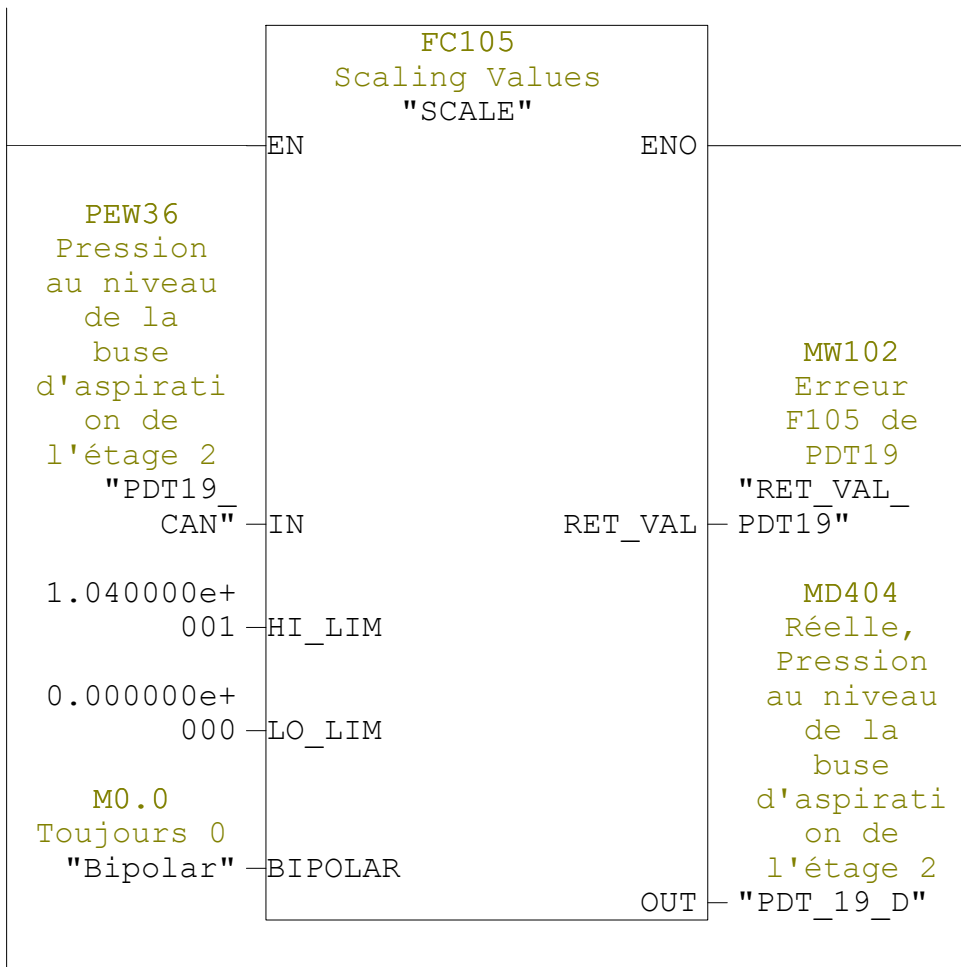 FC105
Scaling Values
"SCALE"
EN
ENO
PEW36
Pression
au niveau
de la
buse
d'aspirati
on de
l'étage 2
"PDT19_
CAN"
IN
MW102
Erreur
F105 de
PDT19
"RET_VAL_
RET_VAL
PDT19"
1.040000e+
001
HI_LIM
0.000000e+
000
LO_LIM
M0.0
Toujours 0
"Bipolar"
BIPOLAR
MD404
Réelle,
Pression
au niveau
de la
buse
d'aspirati
on de
l'étage 2
OUT
"PDT_19_D"